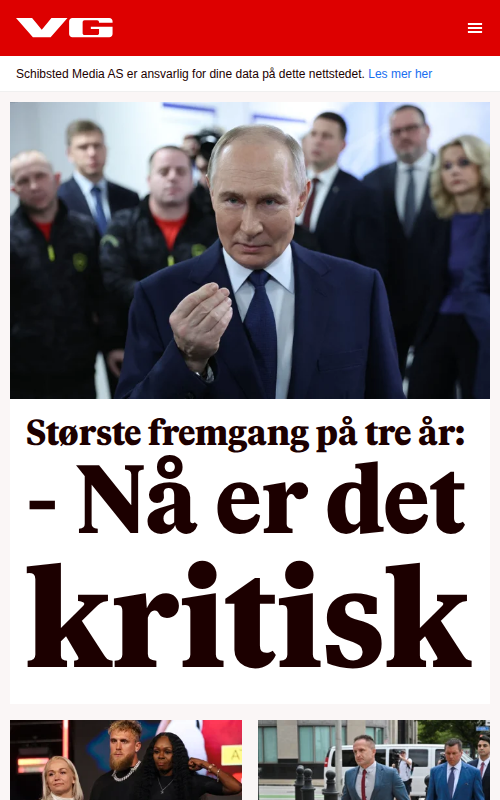 VG
Schibsted Media AS er ansvarlig for dine data på dette nettstedet. Les mer her
Største fremgang på tre år:
- Nå er det
kritisk